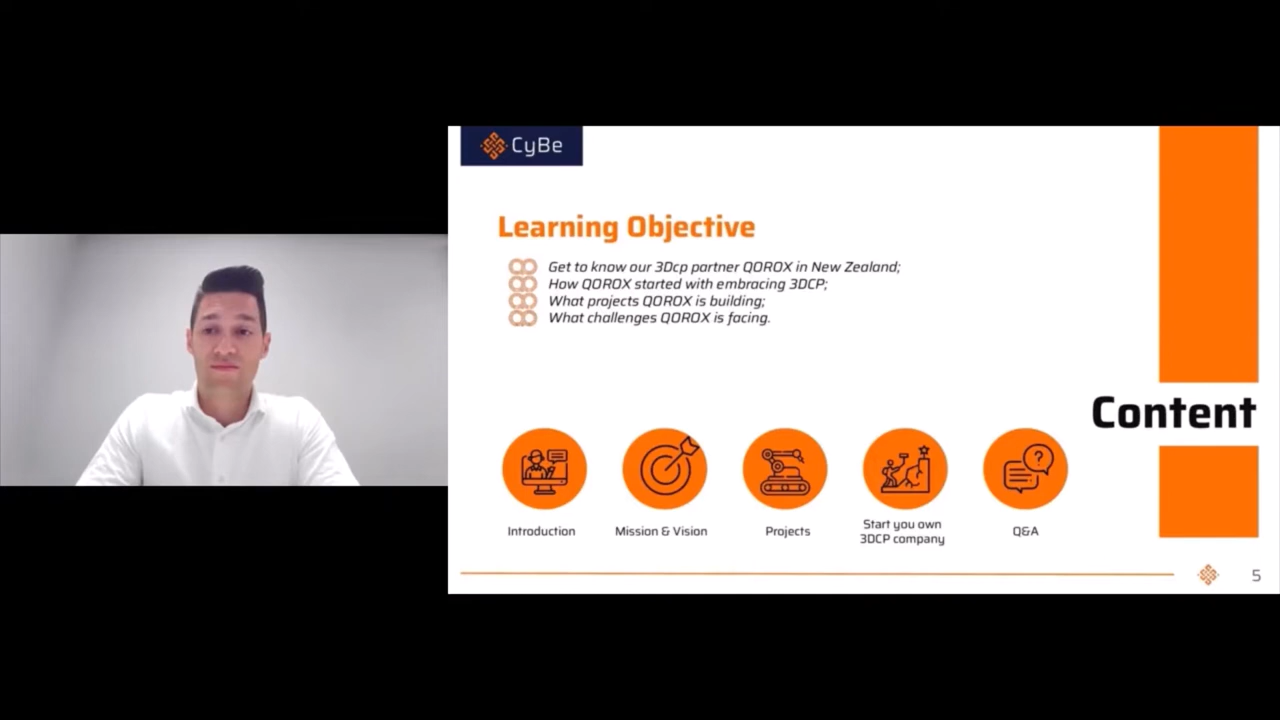 CyBe
Learning Objective
Get to know our 3Dcp partner QOROX in New Zealand;
How QOROX started with embracing 3DCP;
What projects QOROX is building;
What challenges QOROX is facing.
Content
Introduction
Mission & Vision
Projects
Start you own
3DCP company
Q&A
5